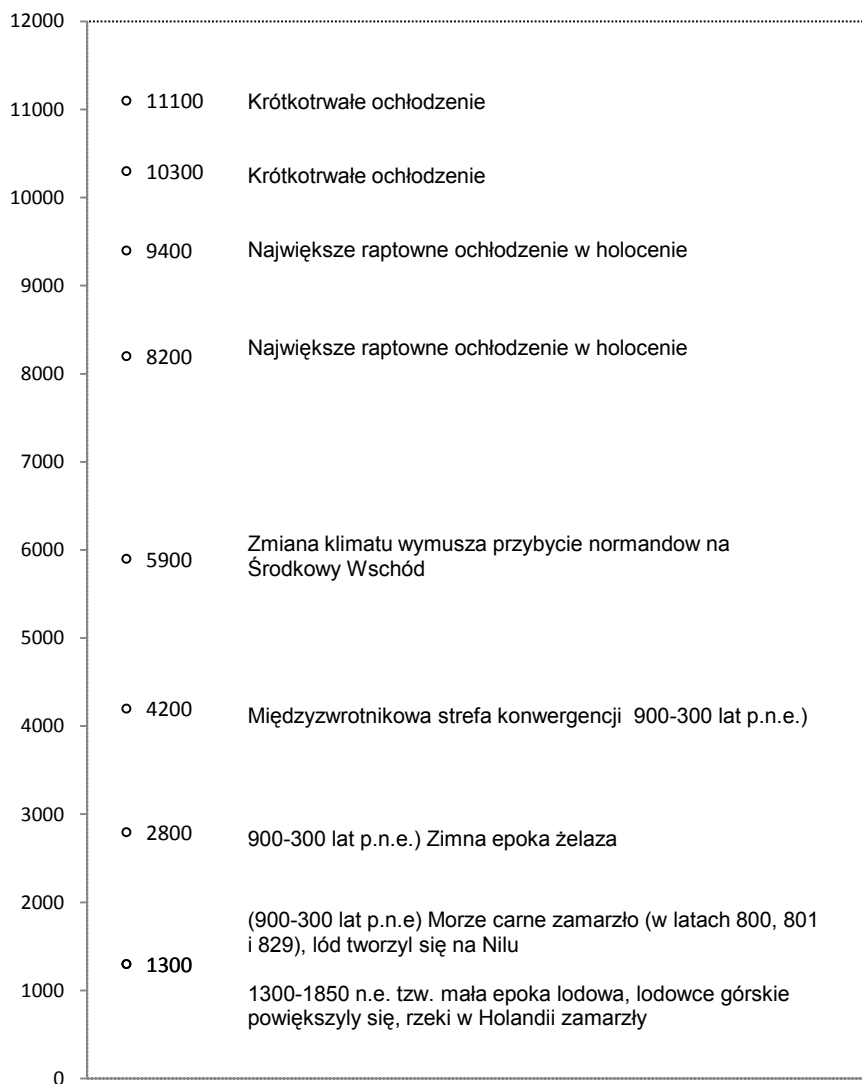 12000
11100 Krótkotrwałe ochłodzenie
11000
10300 Krótkotrwałe ochłodzenie
10000
9400 Największe raptowne ochłodzenie w holocenie
9000
8200 Największe raptowne ochłodzenie w holocenie
8000
7000
6000
Zmiana klimatu wymusza przybycie normandow na
5900
Środkowy Wschód
5000
4200 Międzyzwrotnikowa strefa konwergencji 900-300 lat p.n.e.)
4000
3000
2800 900-300 lat p.n.e.) Zimna epoka żelaza
2000
(900-300 lat p.n.e) Morze carne zamarzło (w latach 800, 801
i 829), lód tworzyl się na Nilu
1300
1000
1300-1850 n.e. tzw. mała epoka lodowa, lodowce górskie
powiększyly się, rzeki w Holandii zamarzły
0